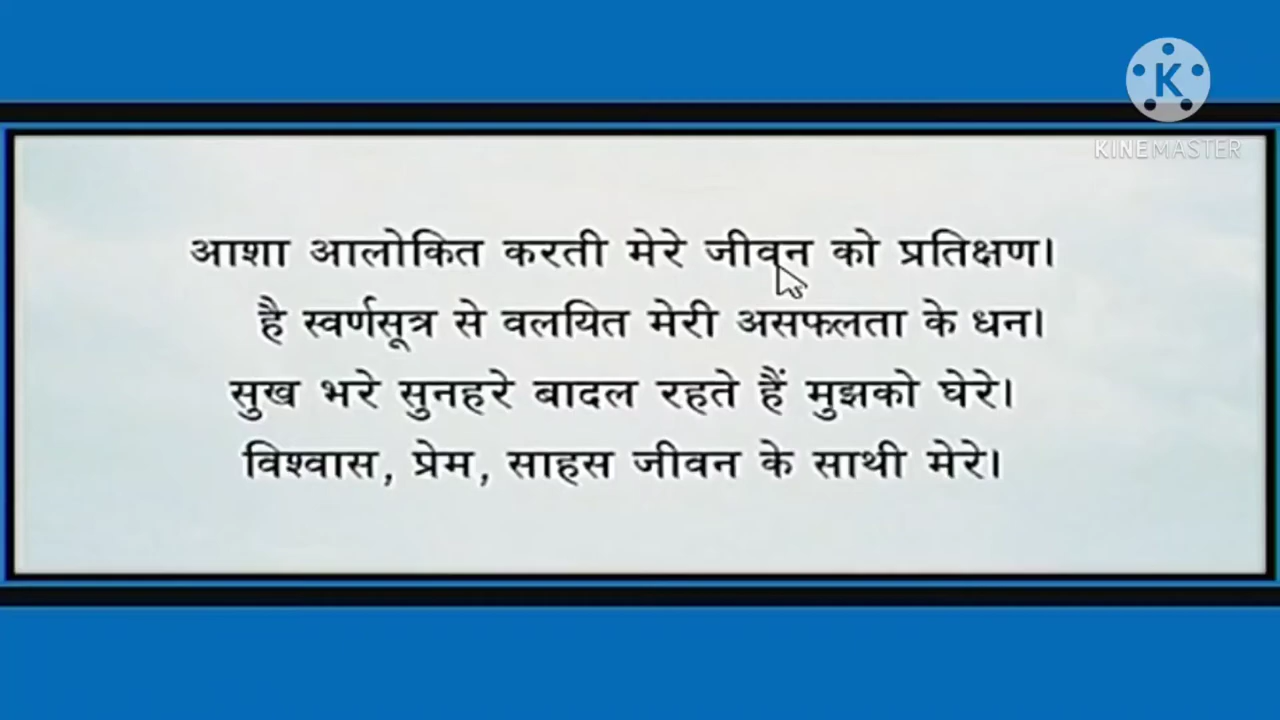 K
KINEMASTER
आशा आलोकित करती मेरे जीवन को प्रतिक्षण।
है स्वर्णसूत्र से वलयित मेरी असफलता के धन।
सुख भरे सुनहरे बादल रहते हैं मुझको घेरे।
विश्वास, प्रेम, साहस जीवन के साथी मेरे।